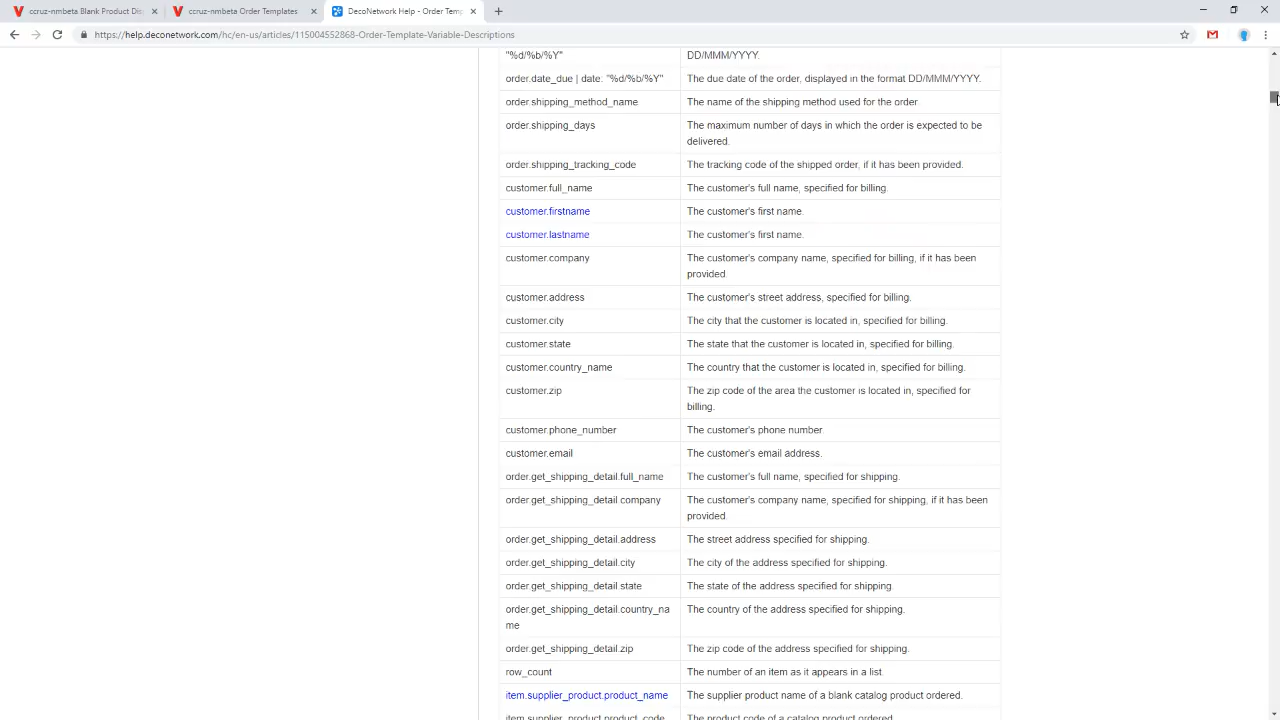 ccruz-nmbeta Blank Product Dis
ccruz-nmbeta Order Templates
DecoNetwork Help - Order Temp
https://help.deconetwork.com/hc/en-us/articles/115004552868-Order-Template-Variable-Descriptions
"%d/%b/%Y" DD/MMM/YYYY.
order.date_due | date: "%d/%b/%Y" The due date of the order, displayed in the format DD/MMM/YYYY.
order.shipping_method_name The name of the shipping method used for the order
order.shipping_days The maximum number of days in which the order is expected to be
delivered.
order.shipping_tracking_code The tracking code of the shipped order, if it has been provided.
customer.full_name The customer's full name, specified for billing.
customer.firstname The customer's first name.
customer.lastname The customer's first name.
customer.company The customer's company name, specified for billing, if it has been
provided.
customer.address The customer's street address, specified for billing.
customer.city The city that the customer is located in, specified for billing.
customer.state The state that the customer is located in, specified for billing.
customer.country_name The country that the customer is located in, specified for billing.
customer.zip The zip code of the area the customer is located in, specified for
billing.
customer.phone_number The customer's phone number.
customer.email The customer's email address.
order.get_shipping_detail.full_name The customer's full name, specified for shipping.
order.get_shipping_detail.company The customer's company name, specified for shipping, if it has been
provided.
order.get_shipping_detail.address The street address specified for shipping.
order.get_shipping_detail.city The city of the address specified for shipping.
order.get_shipping_detail.state The state of the address specified for shipping.
order.get_shipping_detail.country_na The country of the address specified for shipping.
me
order.get_shipping_detail.zip The zip code of the address specified for shipping.
row_count The number of an item as it appears in a list.
item.supplier_product.product_name The supplier product name of a blank catalog product ordered.
item.supplier_product.product_code The product code of a catalog product ordered.